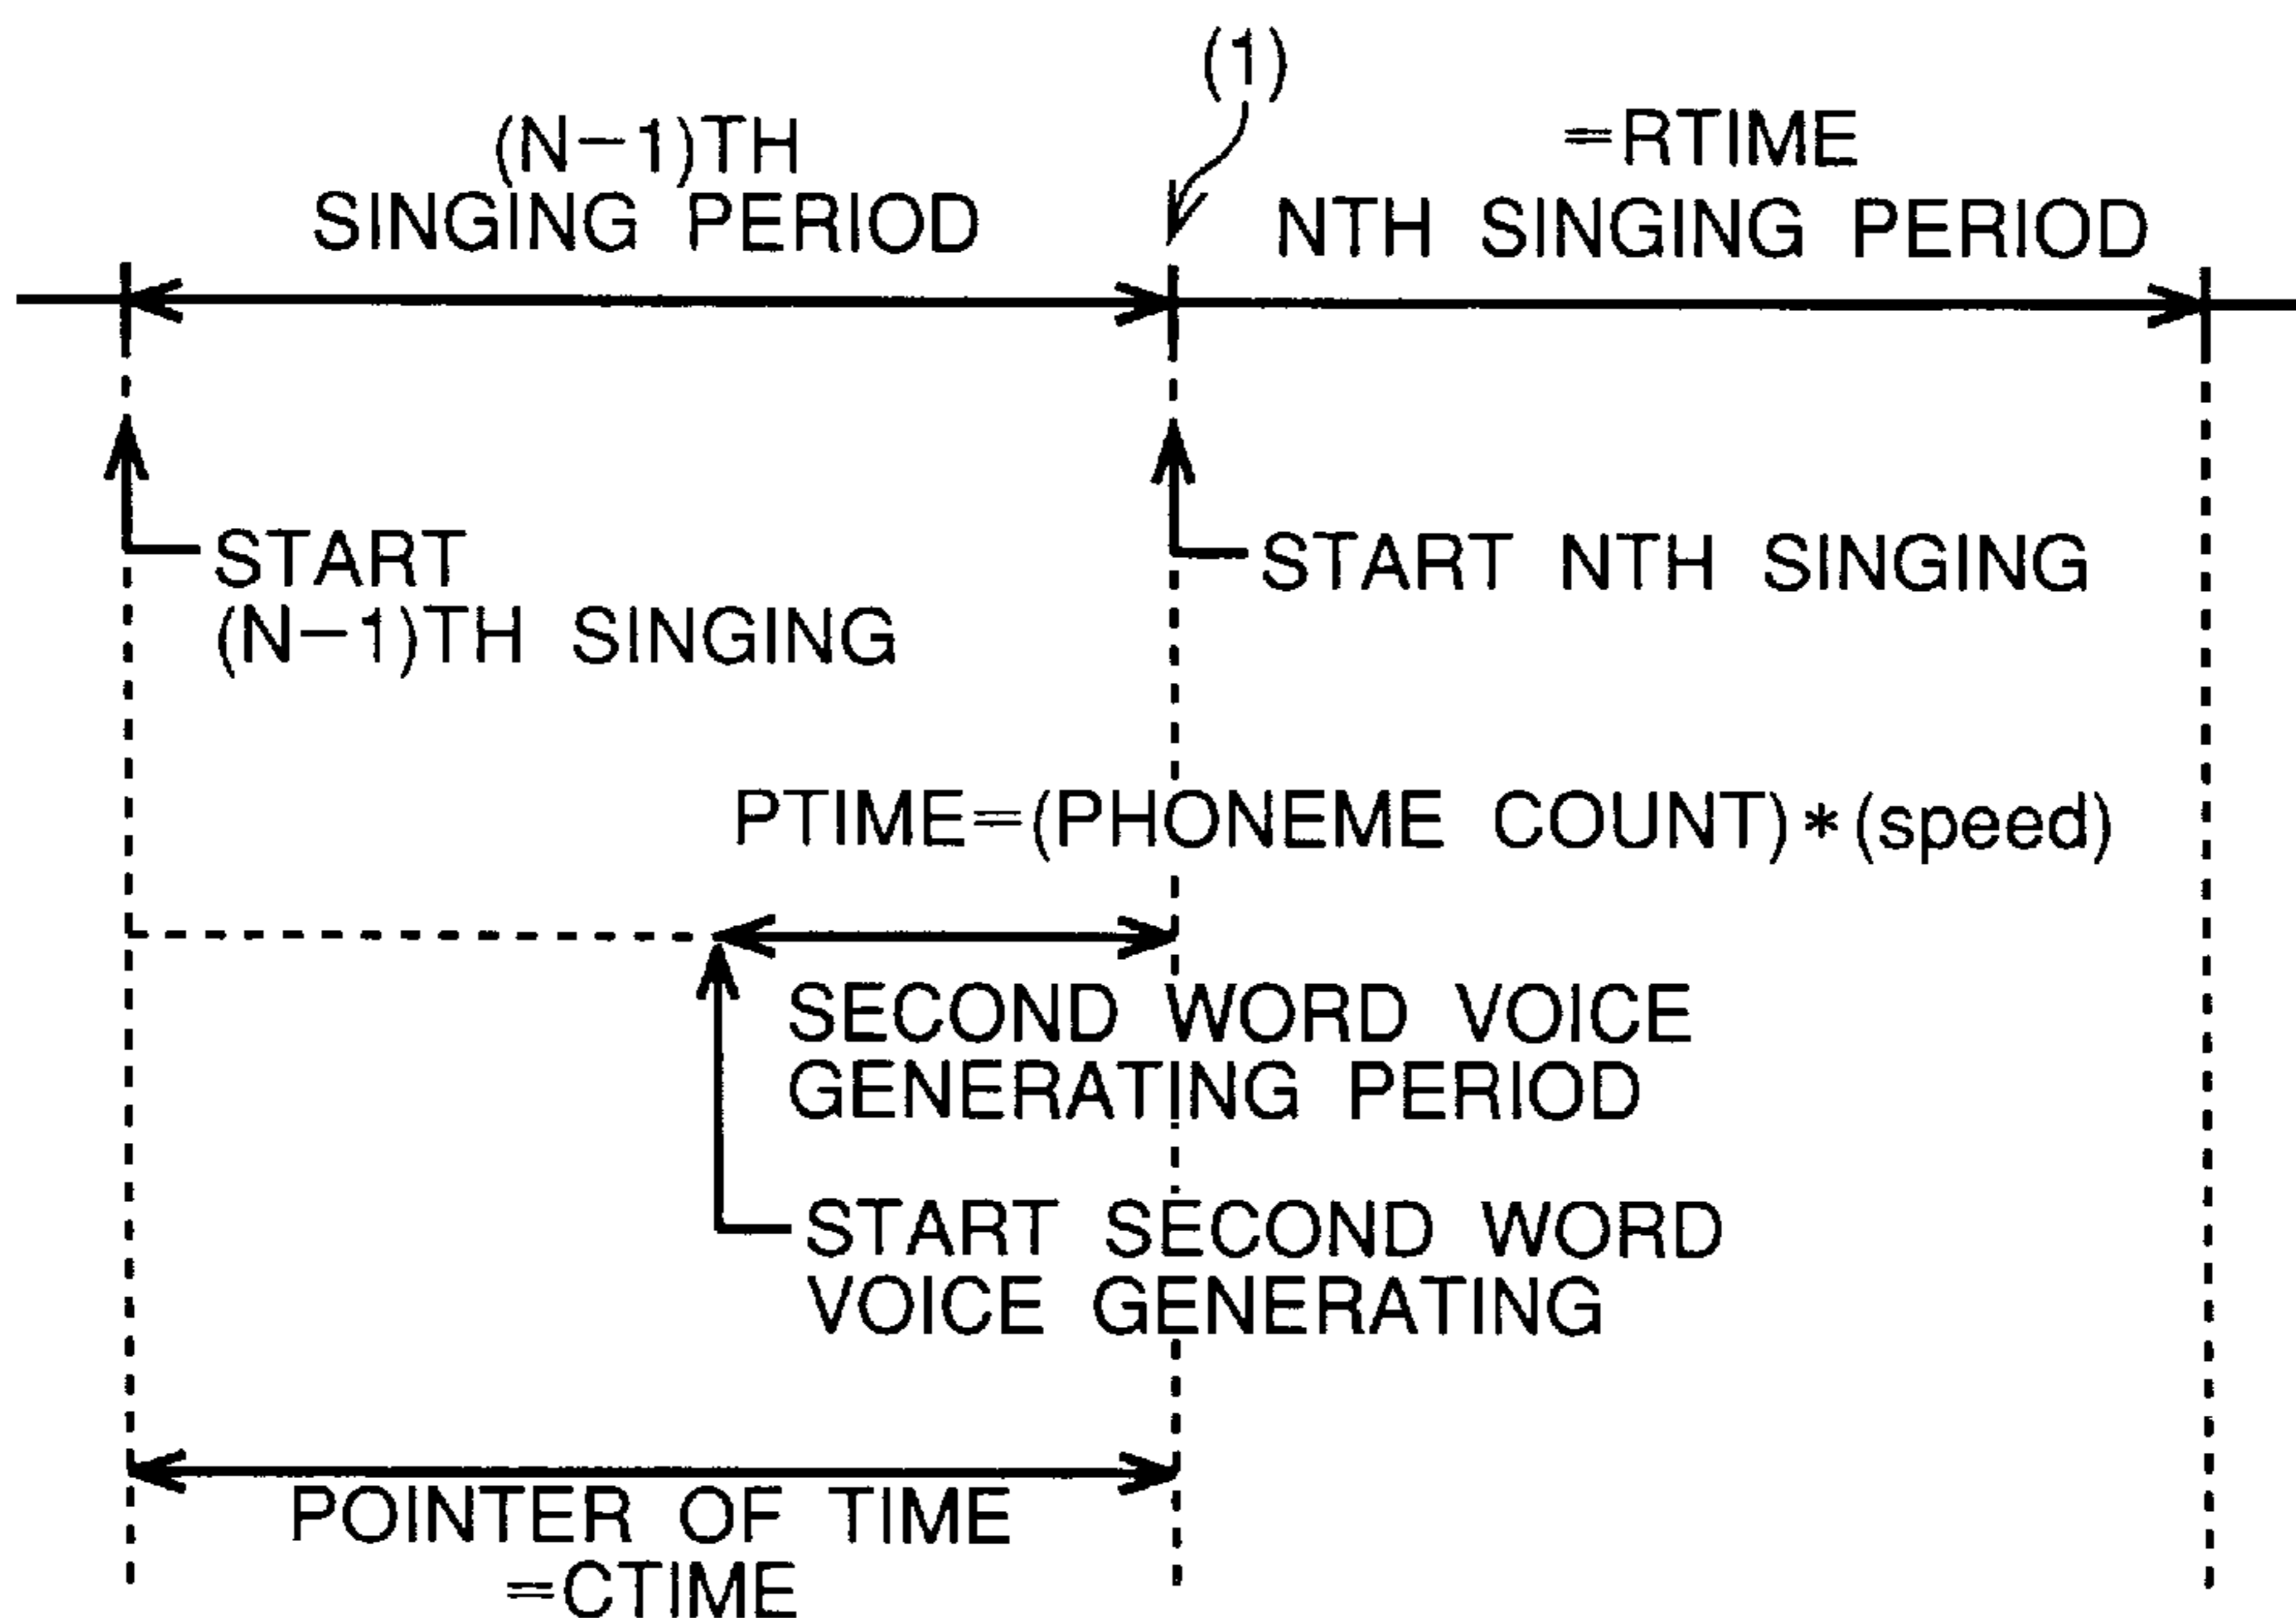 (1)
(N-1)TH
SINGING PERIOD
=RTIME
NTH SINGING PERIOD
START
(N-1)TH SINGING
START NTH SINGING
PTIME=(PHONEME COUNT)*(speed)
SECOND WORD VOICE
GENERATING PERIOD
START SECOND WORD
VOICE GENERATING
POINTER OF TIME
=CTIME